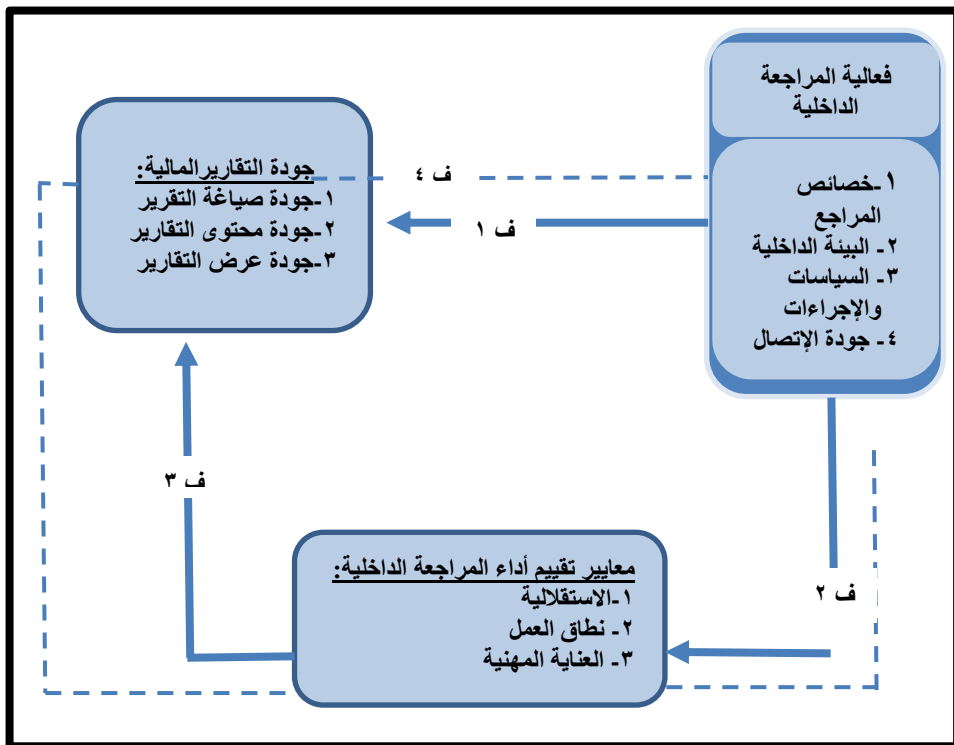 فعالية المراجعة
الداخلية
١-خصائص
المراجع
٢- البيئة الداخلية
٣- السياسات
والإجراءات
٤- جودة الإتصال
ف ٤
ف ١
جودة التقاريرالمالية:
١-جودة صياغة التقرير
٢-جودة محتوى التقارير
٣-جودة عرض التقارير
ف ٢
ف ٣
معايير تقييم أداء المراجعة الداخلية:
١-الاستقلالية
٢- نطاق العمل
٣- العناية المهنية